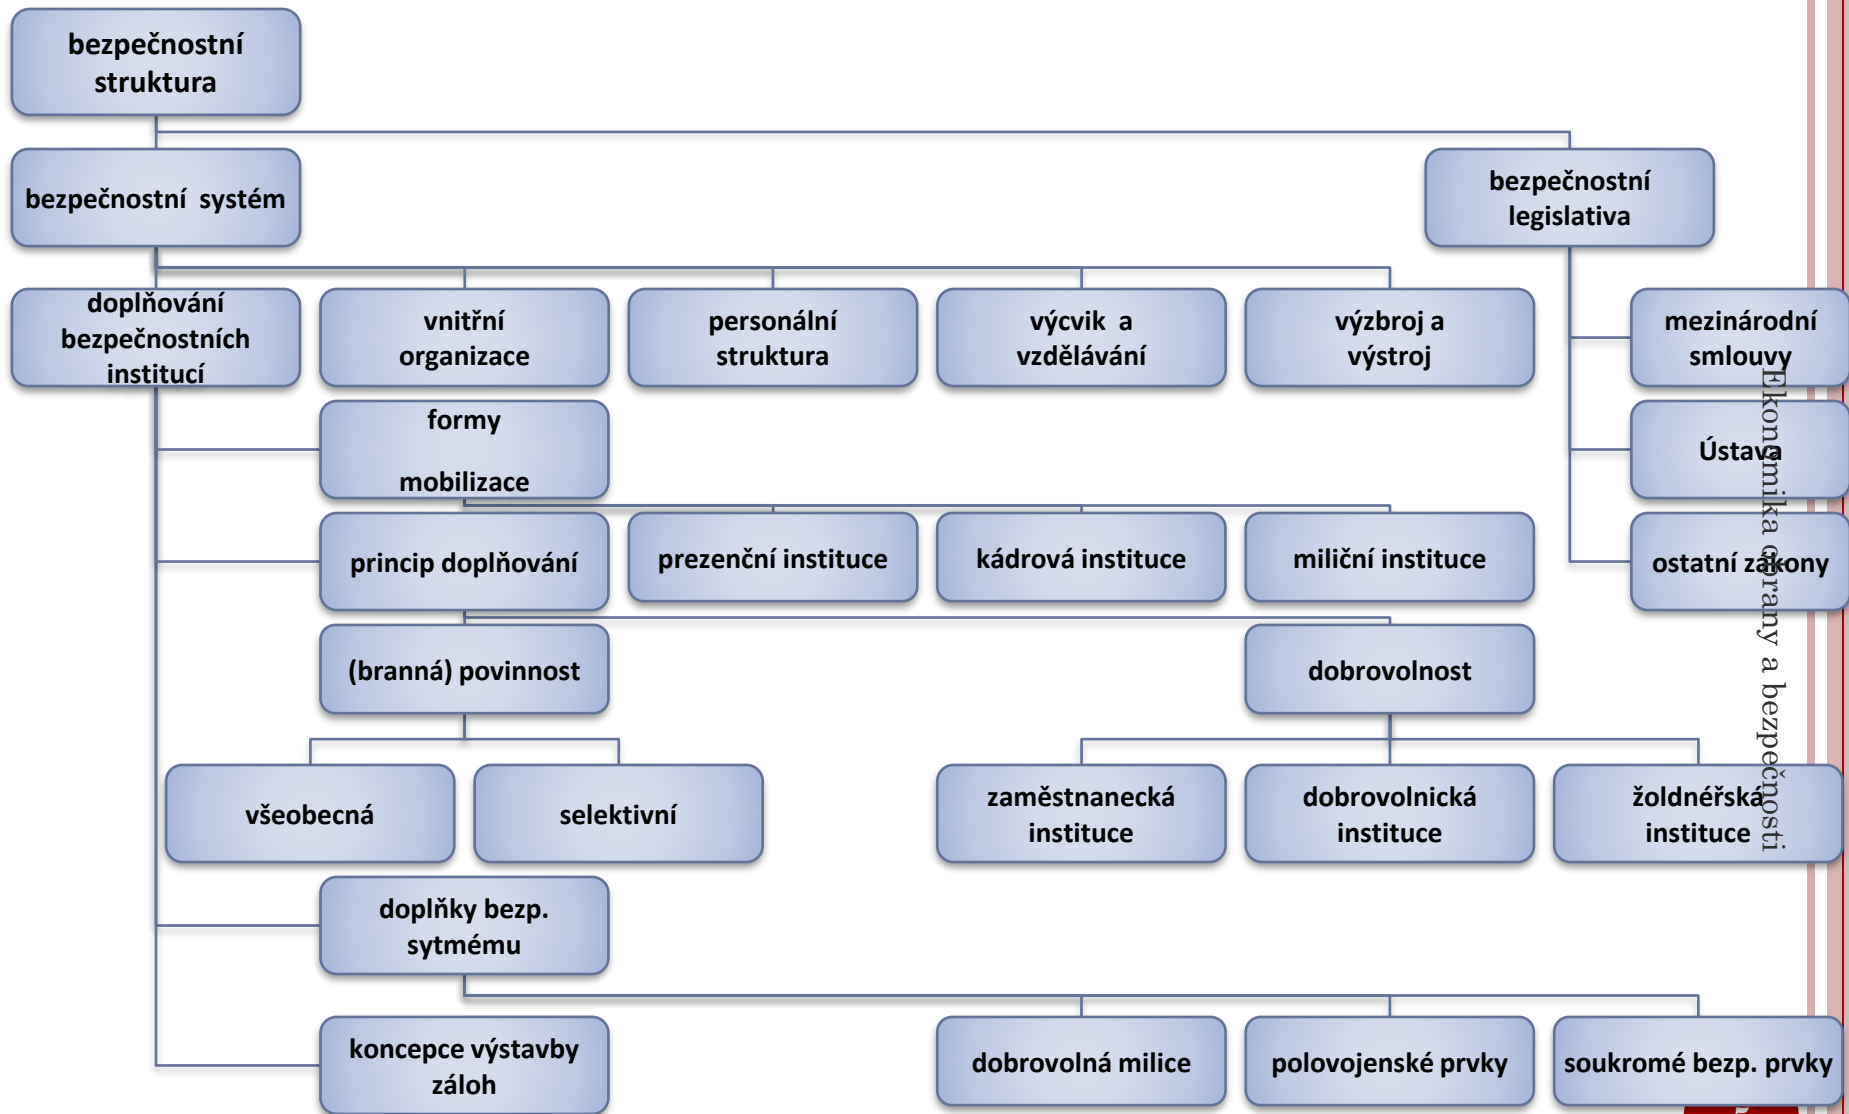 bezpečnostní
struktura
bezpečnostní systém
bezpečnostní
legislativa
doplňování
bezpečnostních
institucí
vnitřní
organizace
personální
struktura
výcvik a
vzdělávání
výzbroj a
výstroj
mezinárodní
smlouvy
formy
mobilizace
Ústava
princip doplňování
prezenční instituce
kádrová instituce
miliční instituce
ostatní zákony
(branná) povinnost
dobrovolnost
všeobecná
selektivní
zaměstnanecká
instituce
dobrovolnická
instituce
žoldnéřská
instituce
doplňky bezp.
sytmému
koncepce výstavby
záloh
dobrovolná milice
polovojenské prvky
soukromé bezp. prvky
Ekonomika obrany a bezpečnosti